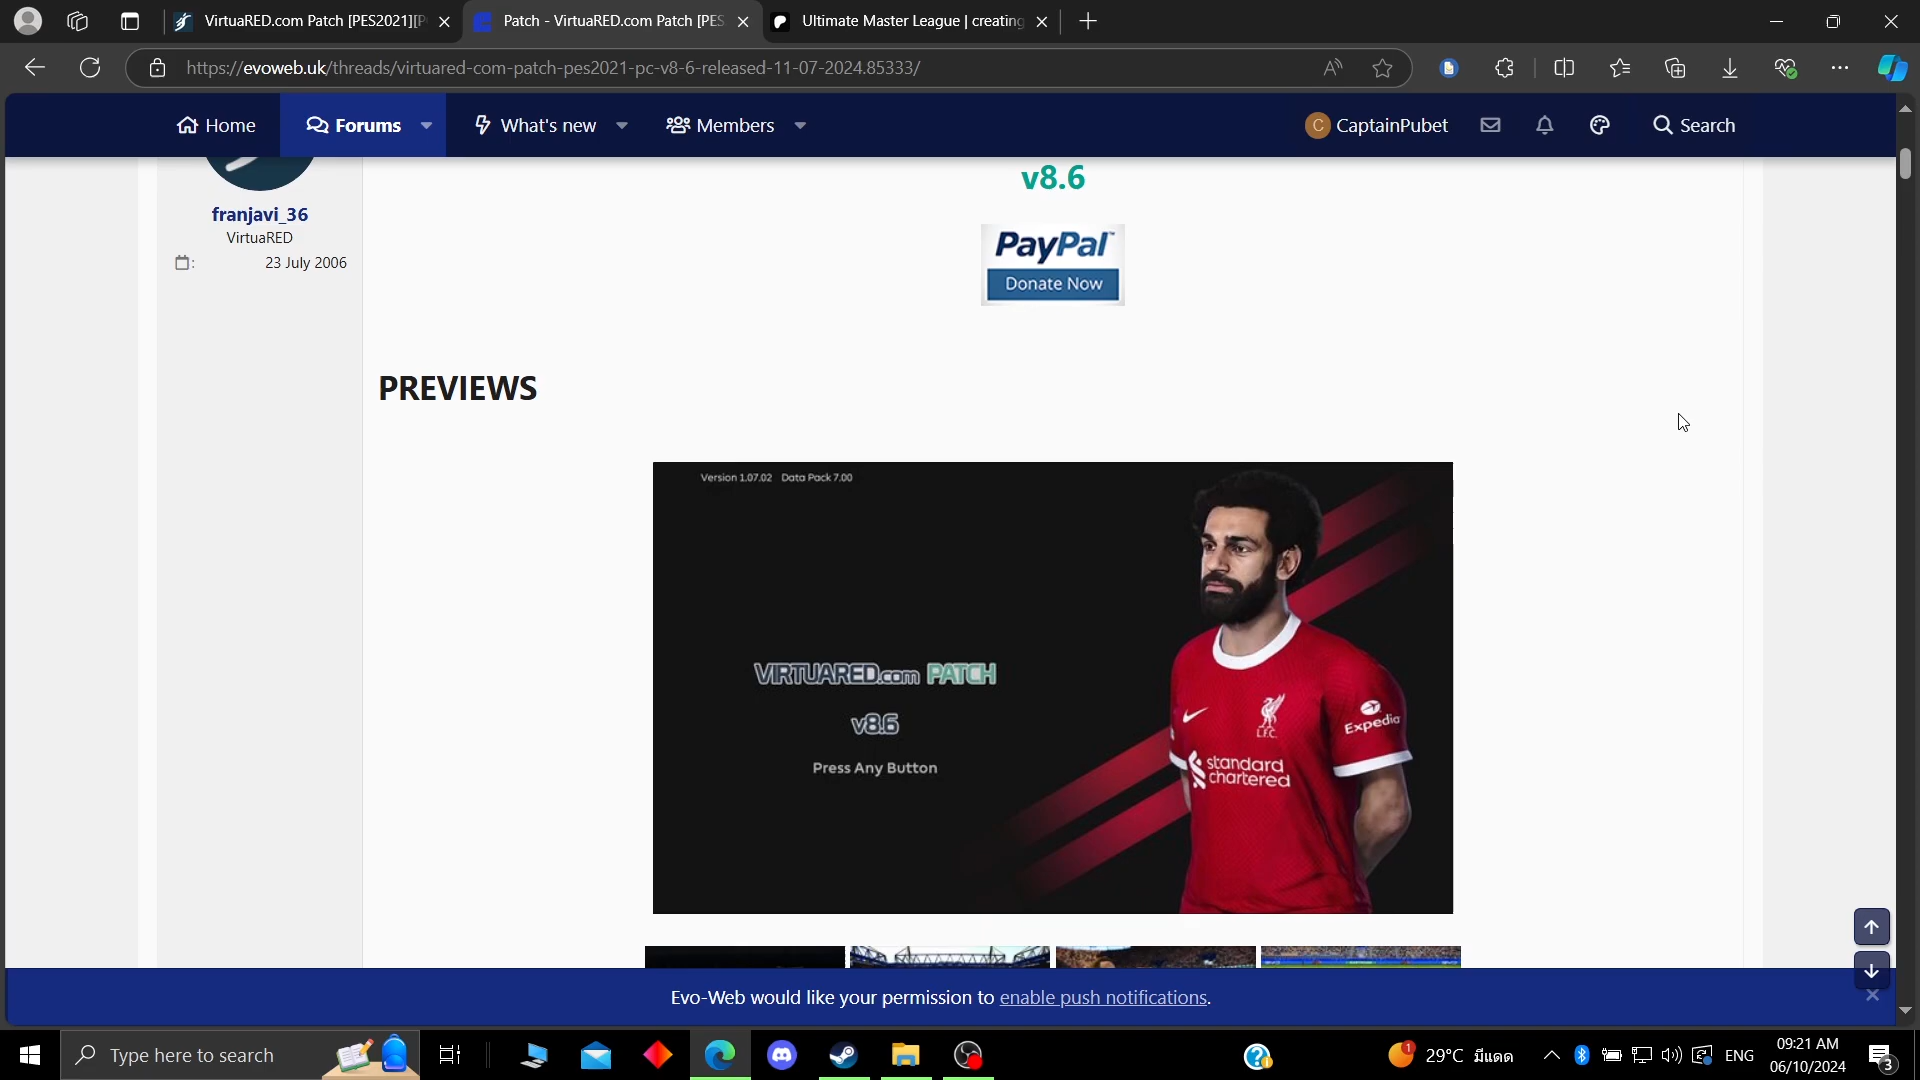 VirtuaRED.com Patch [PES2021][P
Patch - VirtuaRED.com Patch [PES
Ultimate Master League | creating
https://evoweb.uk/threads/virtuared-com-patch-pes2021-pc-v8-6-released-11-07-2024.85333/
Home
Forums
What's new
Members
C CaptainPubet
Search
v8.6
franjavi_36
VirtuaRED
: 23 July 2006
PayPal™
Donate Now
PREVIEWS
Version 1.07.02 Data Pack 7.00
VIRTUARED.com PATCH
v8.6
Press Any Button
L.F.C.
Expedia
standard
chartered
Evo-Web would like your permission to enable push notifications.
Type here to search
1
29°C มีแดด
ENG
09:21 AM
06/10/2024
3